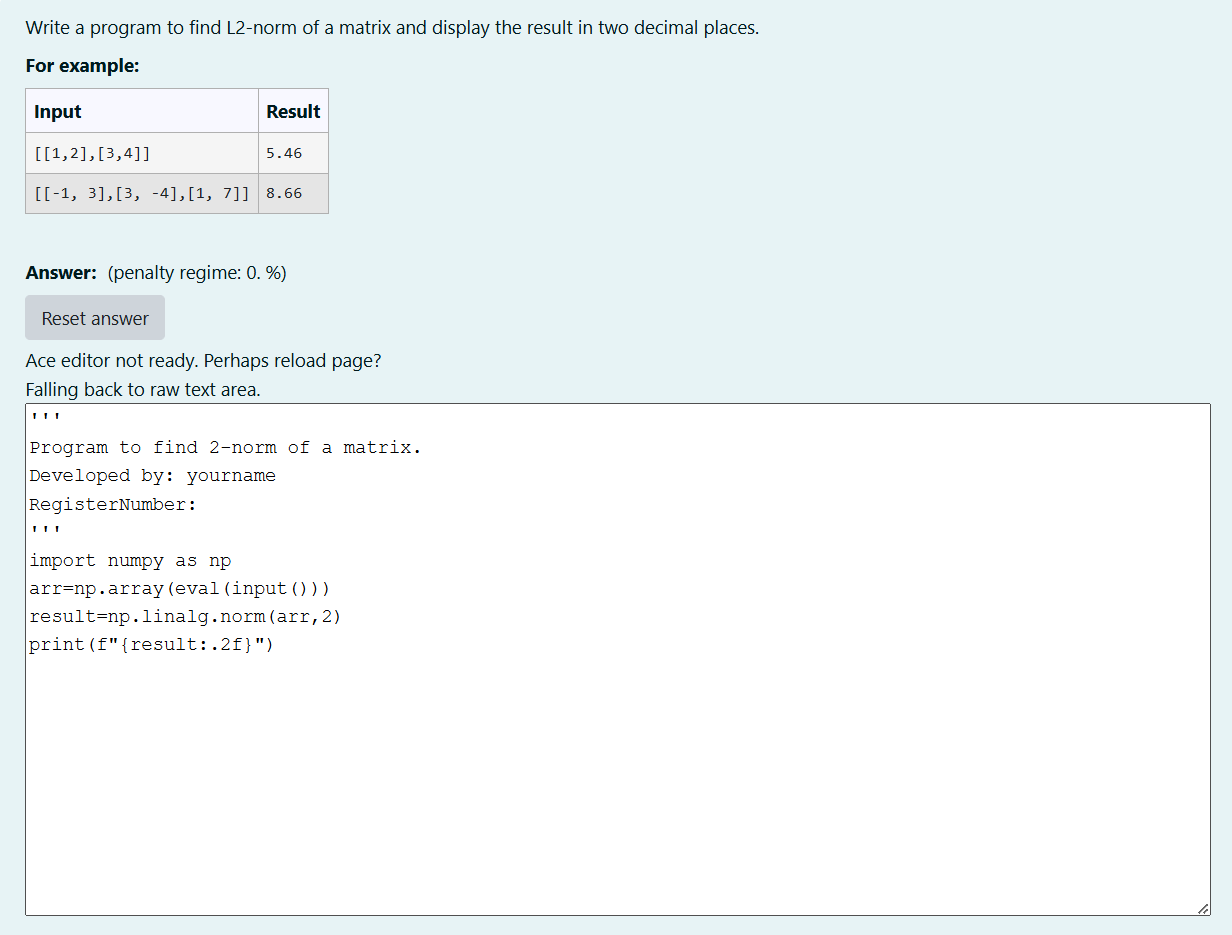 Write a program to find L2-norm of a matrix and display the result in two decimal places.
For example:
Input Result
[[1,2],[3,4]] 5.46
[[-1, 3],[3, -4],[1, 7]] 8.66
Answer: (penalty regime: 0. %)
Reset answer
Ace editor not ready. Perhaps reload page?
Falling back to raw text area.
'''
Program to find 2-norm of a matrix.
Developed by: yourname
RegisterNumber:
'''
import numpy as np
arr=np.array(eval(input()))
result=np.linalg.norm(arr,2)
print(f"{result:.2f}")